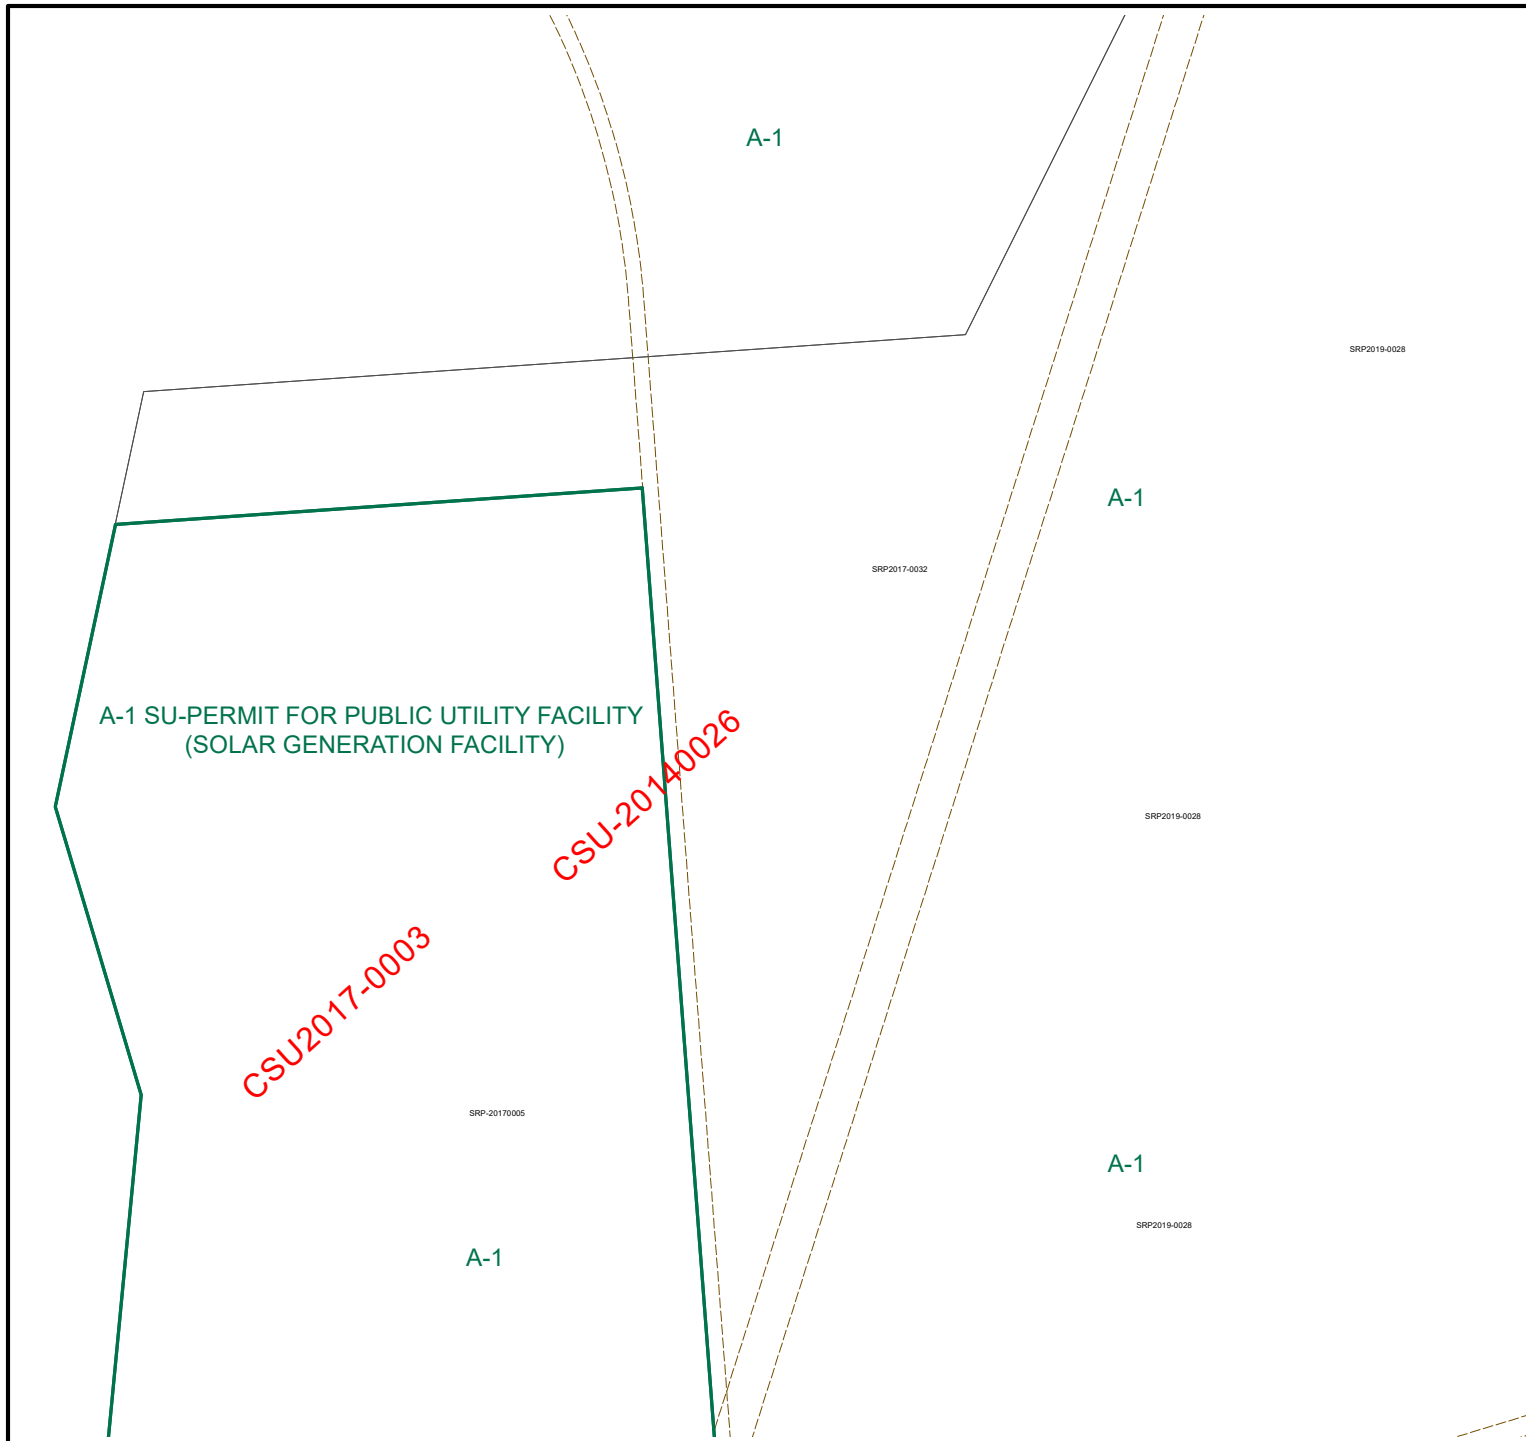 A-1
SRP2019-0028
A-1
SRP2017-0032
A-1 SU-PERMIT FOR PUBLIC UTILITY FACILITY
(SOLAR GENERATION FACILITY)
CSU-20140026
SRP2019-0028
CSU2017-0003
SRP-20170005
A-1
SRP2019-0028
A-1